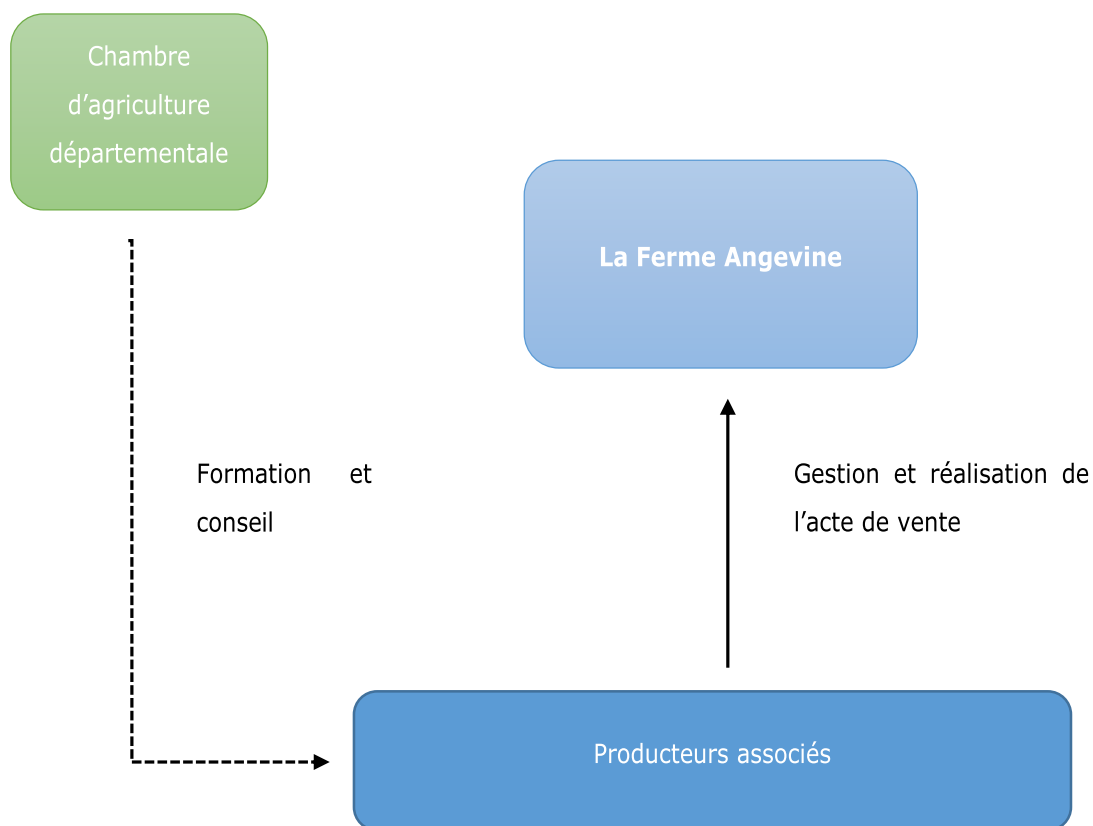 Chambre
d’agriculture
départementale
La Ferme Angevine
Formation et
conseil
Gestion et réalisation de
l’acte de vente
Producteurs associés